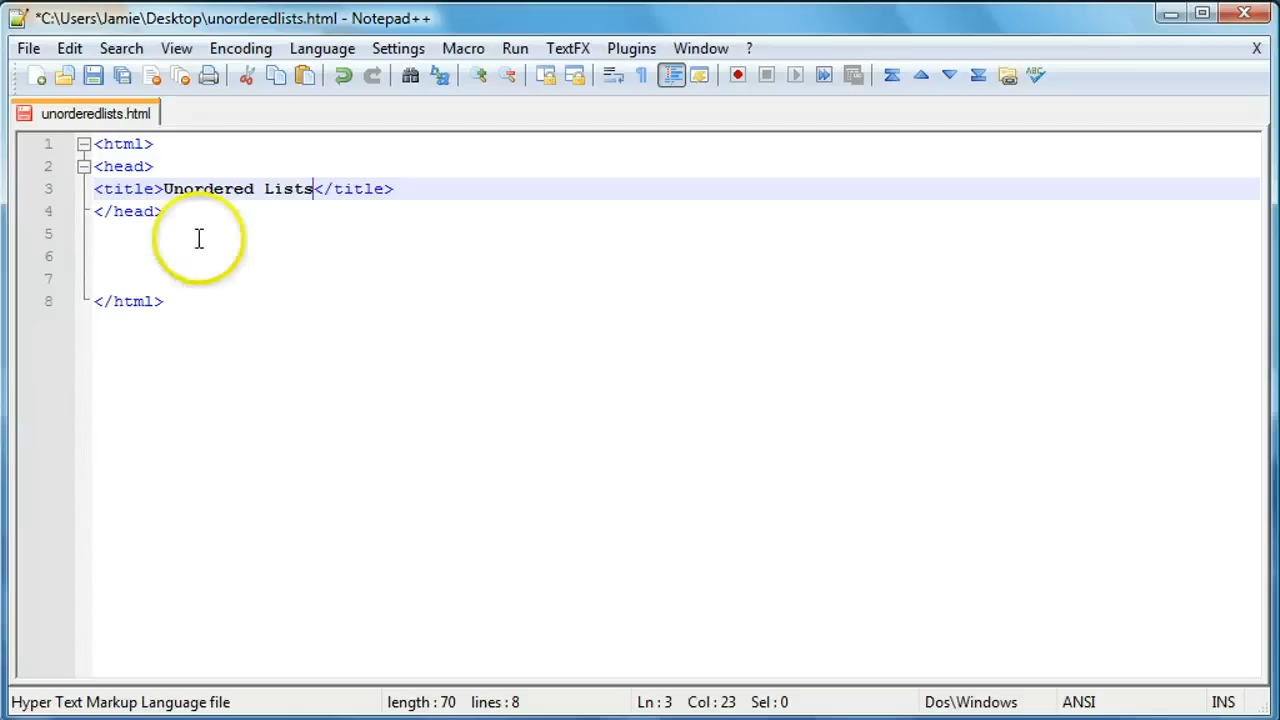 *C:\Users\Jamie\Desktop\unorderedlists.html - Notepad++
File Edit Search View Encoding Language Settings Macro Run TextFX Plugins Window ? X
unorderedlists.html
1 <html>
2 <head>
3 <title>Unordered Lists</title>
4 </head>
5
6
7
8 </html>
Hyper Text Markup Language file length : 70 lines : 8 Ln : 3 Col : 23 Sel : 0 Dos\Windows ANSI INS